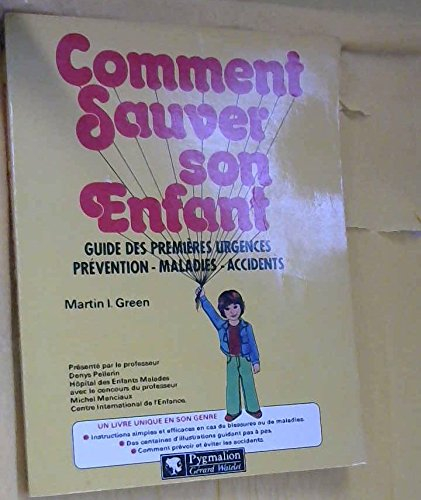 Comment
Sauver
son
Enfant
GUIDE DES PREMIÈRES URGENCES
PRÉVENTION - MALADIES - ACCIDENTS
Martin I. Green
Présenté par le professeur
Denys Pellerin
Hôpital des Enfants Malades
avec le concours du professeur
Michel Manciaux
Centre International de l'Enfance.
UN LIVRE UNIQUE EN SON GENRE
● Instructions simples et efficaces en cas de blessures ou de maladies.
● Des centaines d'illustrations guidant pas à pas.
● Comment prévoir et éviter les accidents.
Pygmalion
Gérard Watelet